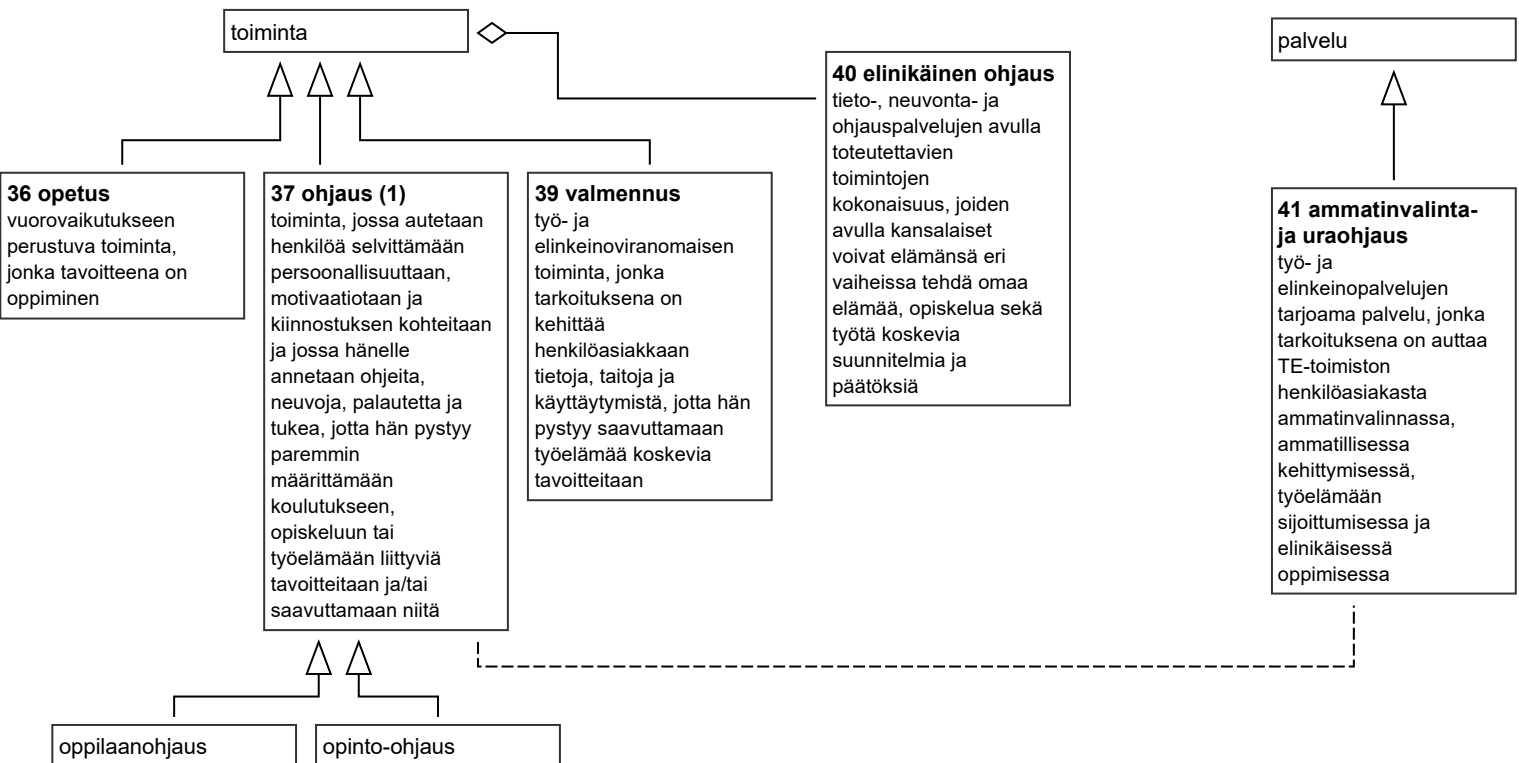 toiminta
palvelu
40 elinikäinen ohjaus
tieto-, neuvonta- ja
ohjauspalvelujen avulla
toteutettavien
toimintojen
kokonaisuus, joiden
avulla kansalaiset
voivat elämänsä eri
vaiheissa tehdä omaa
elämää, opiskelua sekä
työtä koskevia
suunnitelmia ja
päätöksiä
36 opetus
vuorovaikutukseen
perustuva toiminta,
jonka tavoitteena on
oppiminen
37 ohjaus (1)
toiminta, jossa autetaan
henkilöä selvittämään
persoonallisuuttaan,
motivaatiotaan ja
kiinnostuksen kohteitaan
ja jossa hänelle
annetaan ohjeita,
neuvoja, palautetta ja
tukea, jotta hän pystyy
paremmin
määrittämään
koulutukseen,
opiskeluun tai
työelämään liittyviä
tavoitteitaan ja/tai
saavuttamaan niitä
39 valmennus
työ- ja
elinkeinoviranomaisen
toiminta, jonka
tarkoituksena on
kehittää
henkilöasiakkaan
tietoja, taitoja ja
käyttäytymistä, jotta hän
pystyy saavuttamaan
työelämää koskevia
tavoitteitaan
41 ammatinvalinta-
ja uraohjaus
työ- ja
elinkeinopalvelujen
tarjoama palvelu, jonka
tarkoituksena on auttaa
TE-toimiston
henkilöasiakasta
ammatinvalinnassa,
ammatillisessa
kehittymisessä,
työelämään
sijoittumisessa ja
elinikäisessä
oppimisessa
oppilaanohjaus
opinto-ohjaus